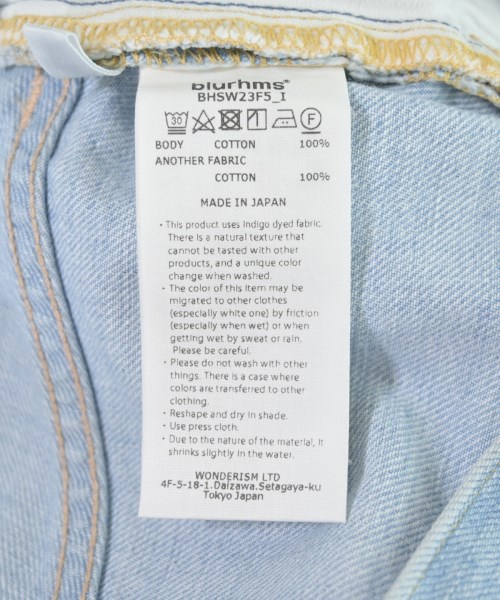 blurhms®
BHSW23F5_I
30 F
BODY COTTON 100%
ANOTHER FABRIC
COTTON 100%
MADE IN JAPAN
・This product uses Indigo dyed fabric.
There is a natural texture that
cannot be tasted with other
products, and a unique color
change when washed.
・The color of this item may be
migrated to other clothes
(especially white one) by friction
(especially when wet) or when
getting wet by sweat or rain.
Please be careful.
・Please do not wash with other
things. There is a case where
colors are transferred to other
clothing.
・Reshape and dry in shade.
・Use press cloth.
・Due to the nature of the material, it
shrinks slightly in the water.
WONDERISM LTD
4F-5-18-1.Daizawa.Setagaya-ku
Tokyo Japan